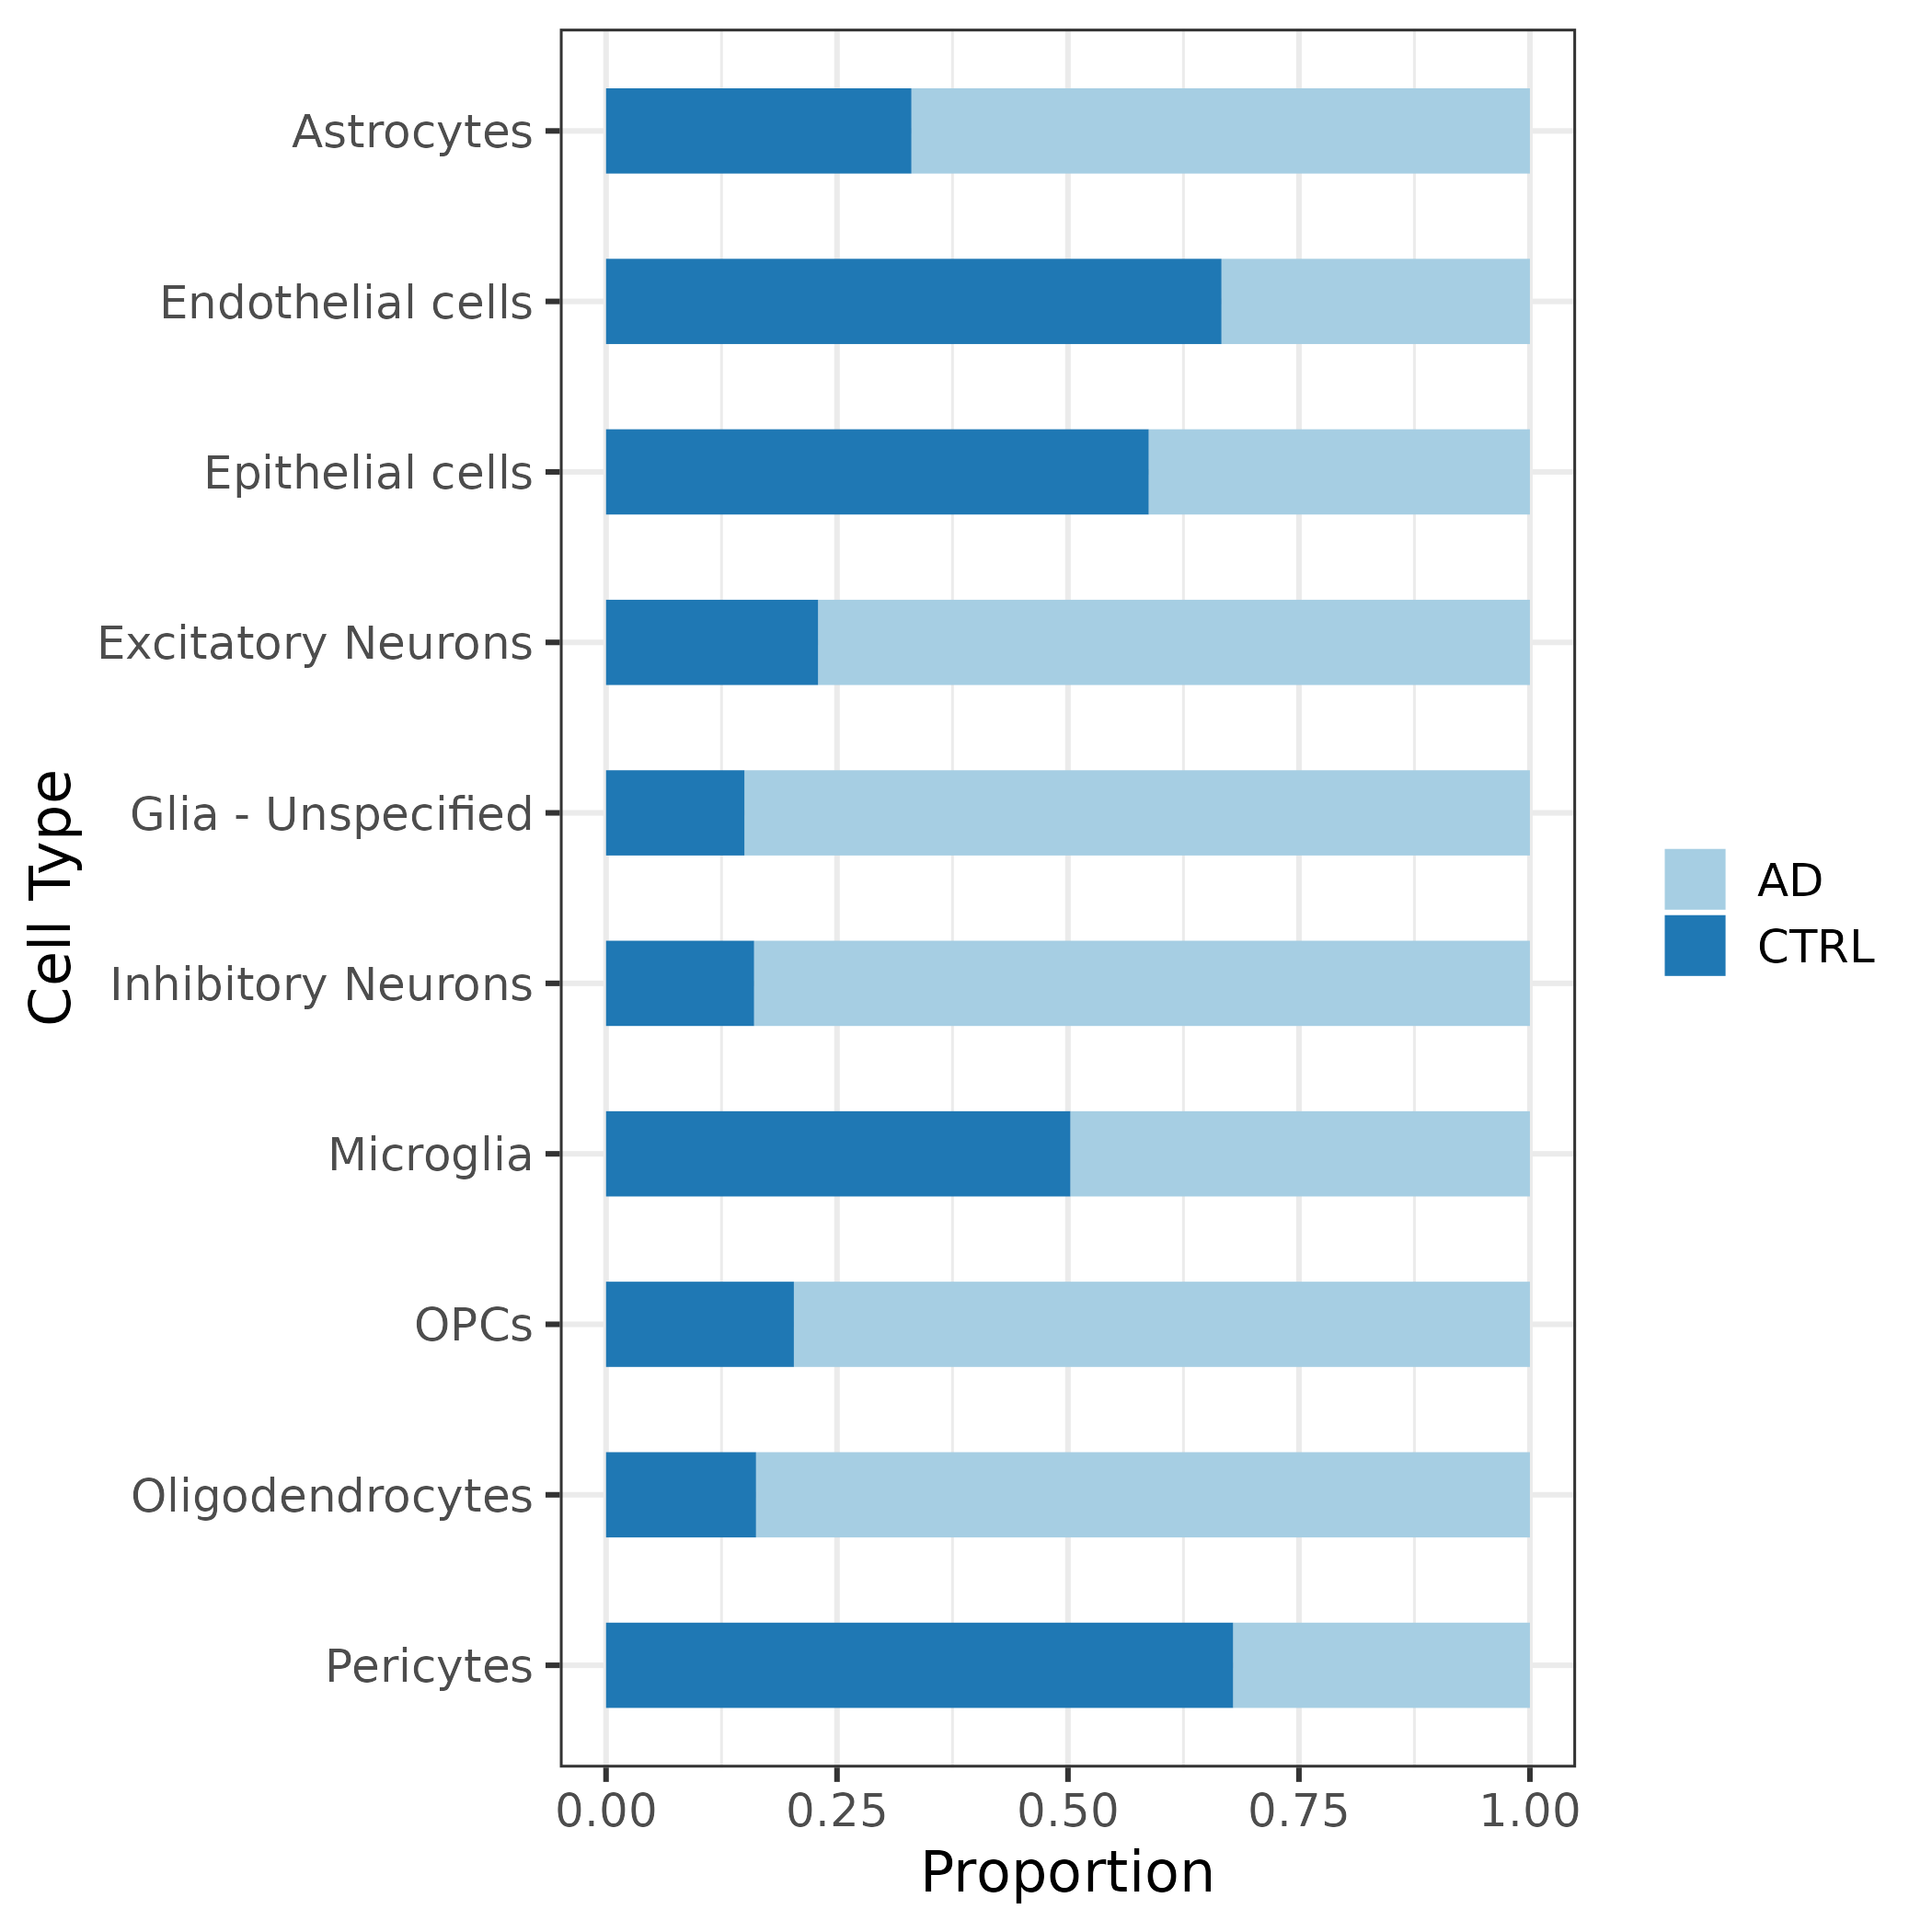 Astrocytes
Endothelial cells
Epithelial cells
Excitatory Neurons
Glia - Unspecified
Inhibitory Neurons
Microglia
OPCs
Oligodendrocytes
Pericytes
Cell Type
0.00 0.25 0.50 0.75 1.00
Proportion
AD
CTRL